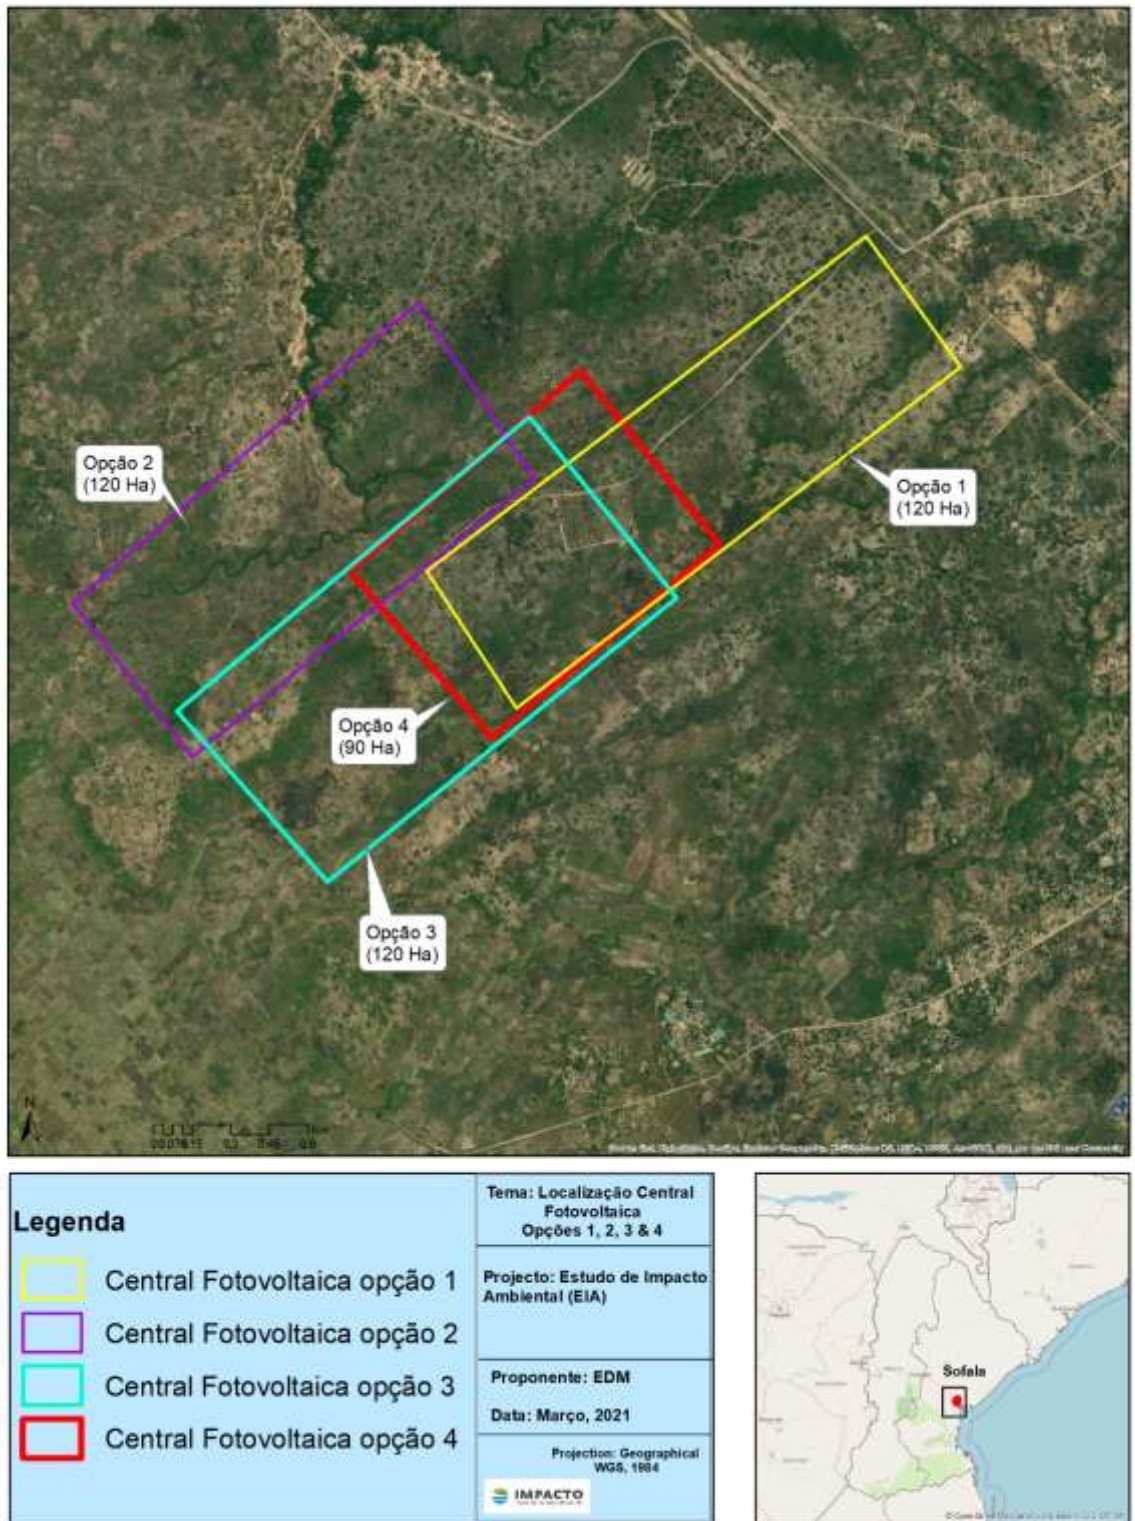 Opção 2
(120 Ha)
Opção 1
(120 Ha)
Opção 4
(90 Ha)
Opção 3
(120 Ha)
N
Legenda
Central Fotovoltaica opção 1
Central Fotovoltaica opção 2
Central Fotovoltaica opção 3
Central Fotovoltaica opção 4
Tema: Localização Central
Fotovoltaica
Opções 1, 2, 3 & 4
Projecto: Estudo de Impacto
Ambiental (EIA)
Proponente: EDM
Data: Março, 2021
Projection: Geographical
WGS, 1984
IMPACTO
Sofala